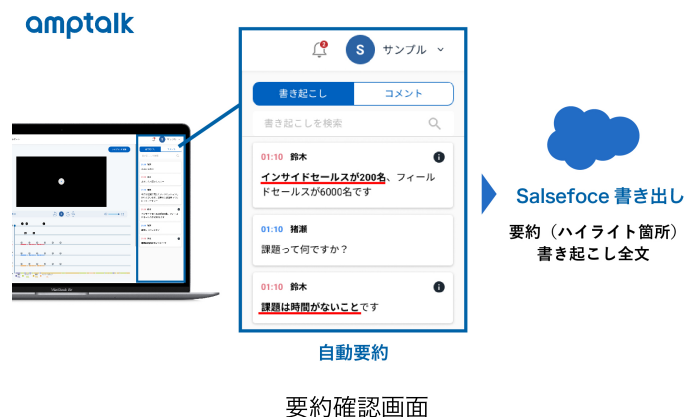 amptalk
2
S サンプル
書き起こし コメント
書き起こしを検索
01:10 鈴木
インサイドセールスが200名、フィール
ドセールスが6000名です
01:10 猪瀬
課題って何ですか？
01:10 鈴木
課題は時間がないことです
自動要約
Salsefoce 書き出し
要約（ハイライト箇所）
書き起こし全文
要約確認画面